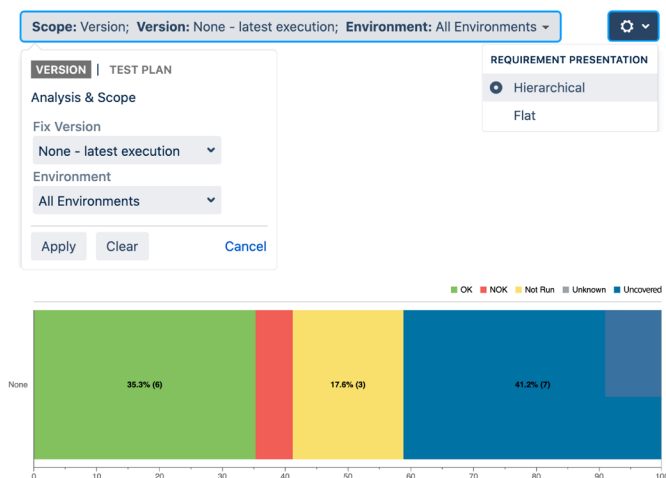 Scope: Version; Version: None - latest execution; Environment: All Environments
REQUIREMENT PRESENTATION
Hierarchical
Flat
VERSION | TEST PLAN
Analysis & Scope
Fix Version
None - latest execution
Environment
All Environments
Apply Clear Cancel
OK NOK Not Run Unknown Uncovered
None 35.3% (6) 17.6% (3) 41.2% (7)
0 10 20 30 40 50 60 70 80 90